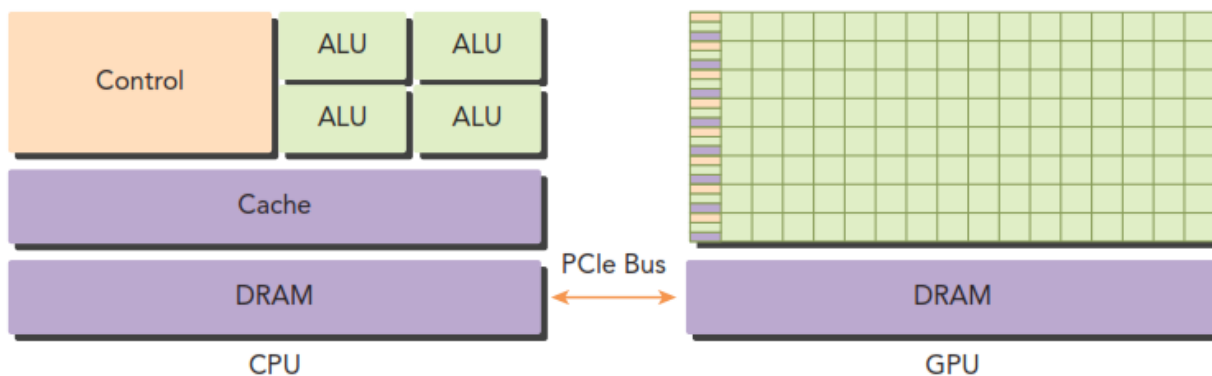 Control
ALU ALU
ALU ALU
Cache
DRAM
PCIe Bus
DRAM
CPU
GPU